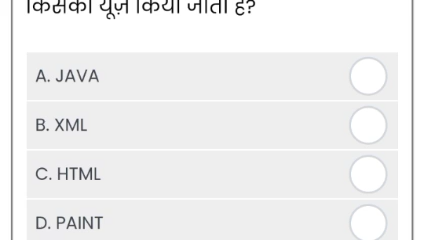 किसका यूज़ किया जाता है?
A. JAVA
B. XML
C. HTML
D. PAINT